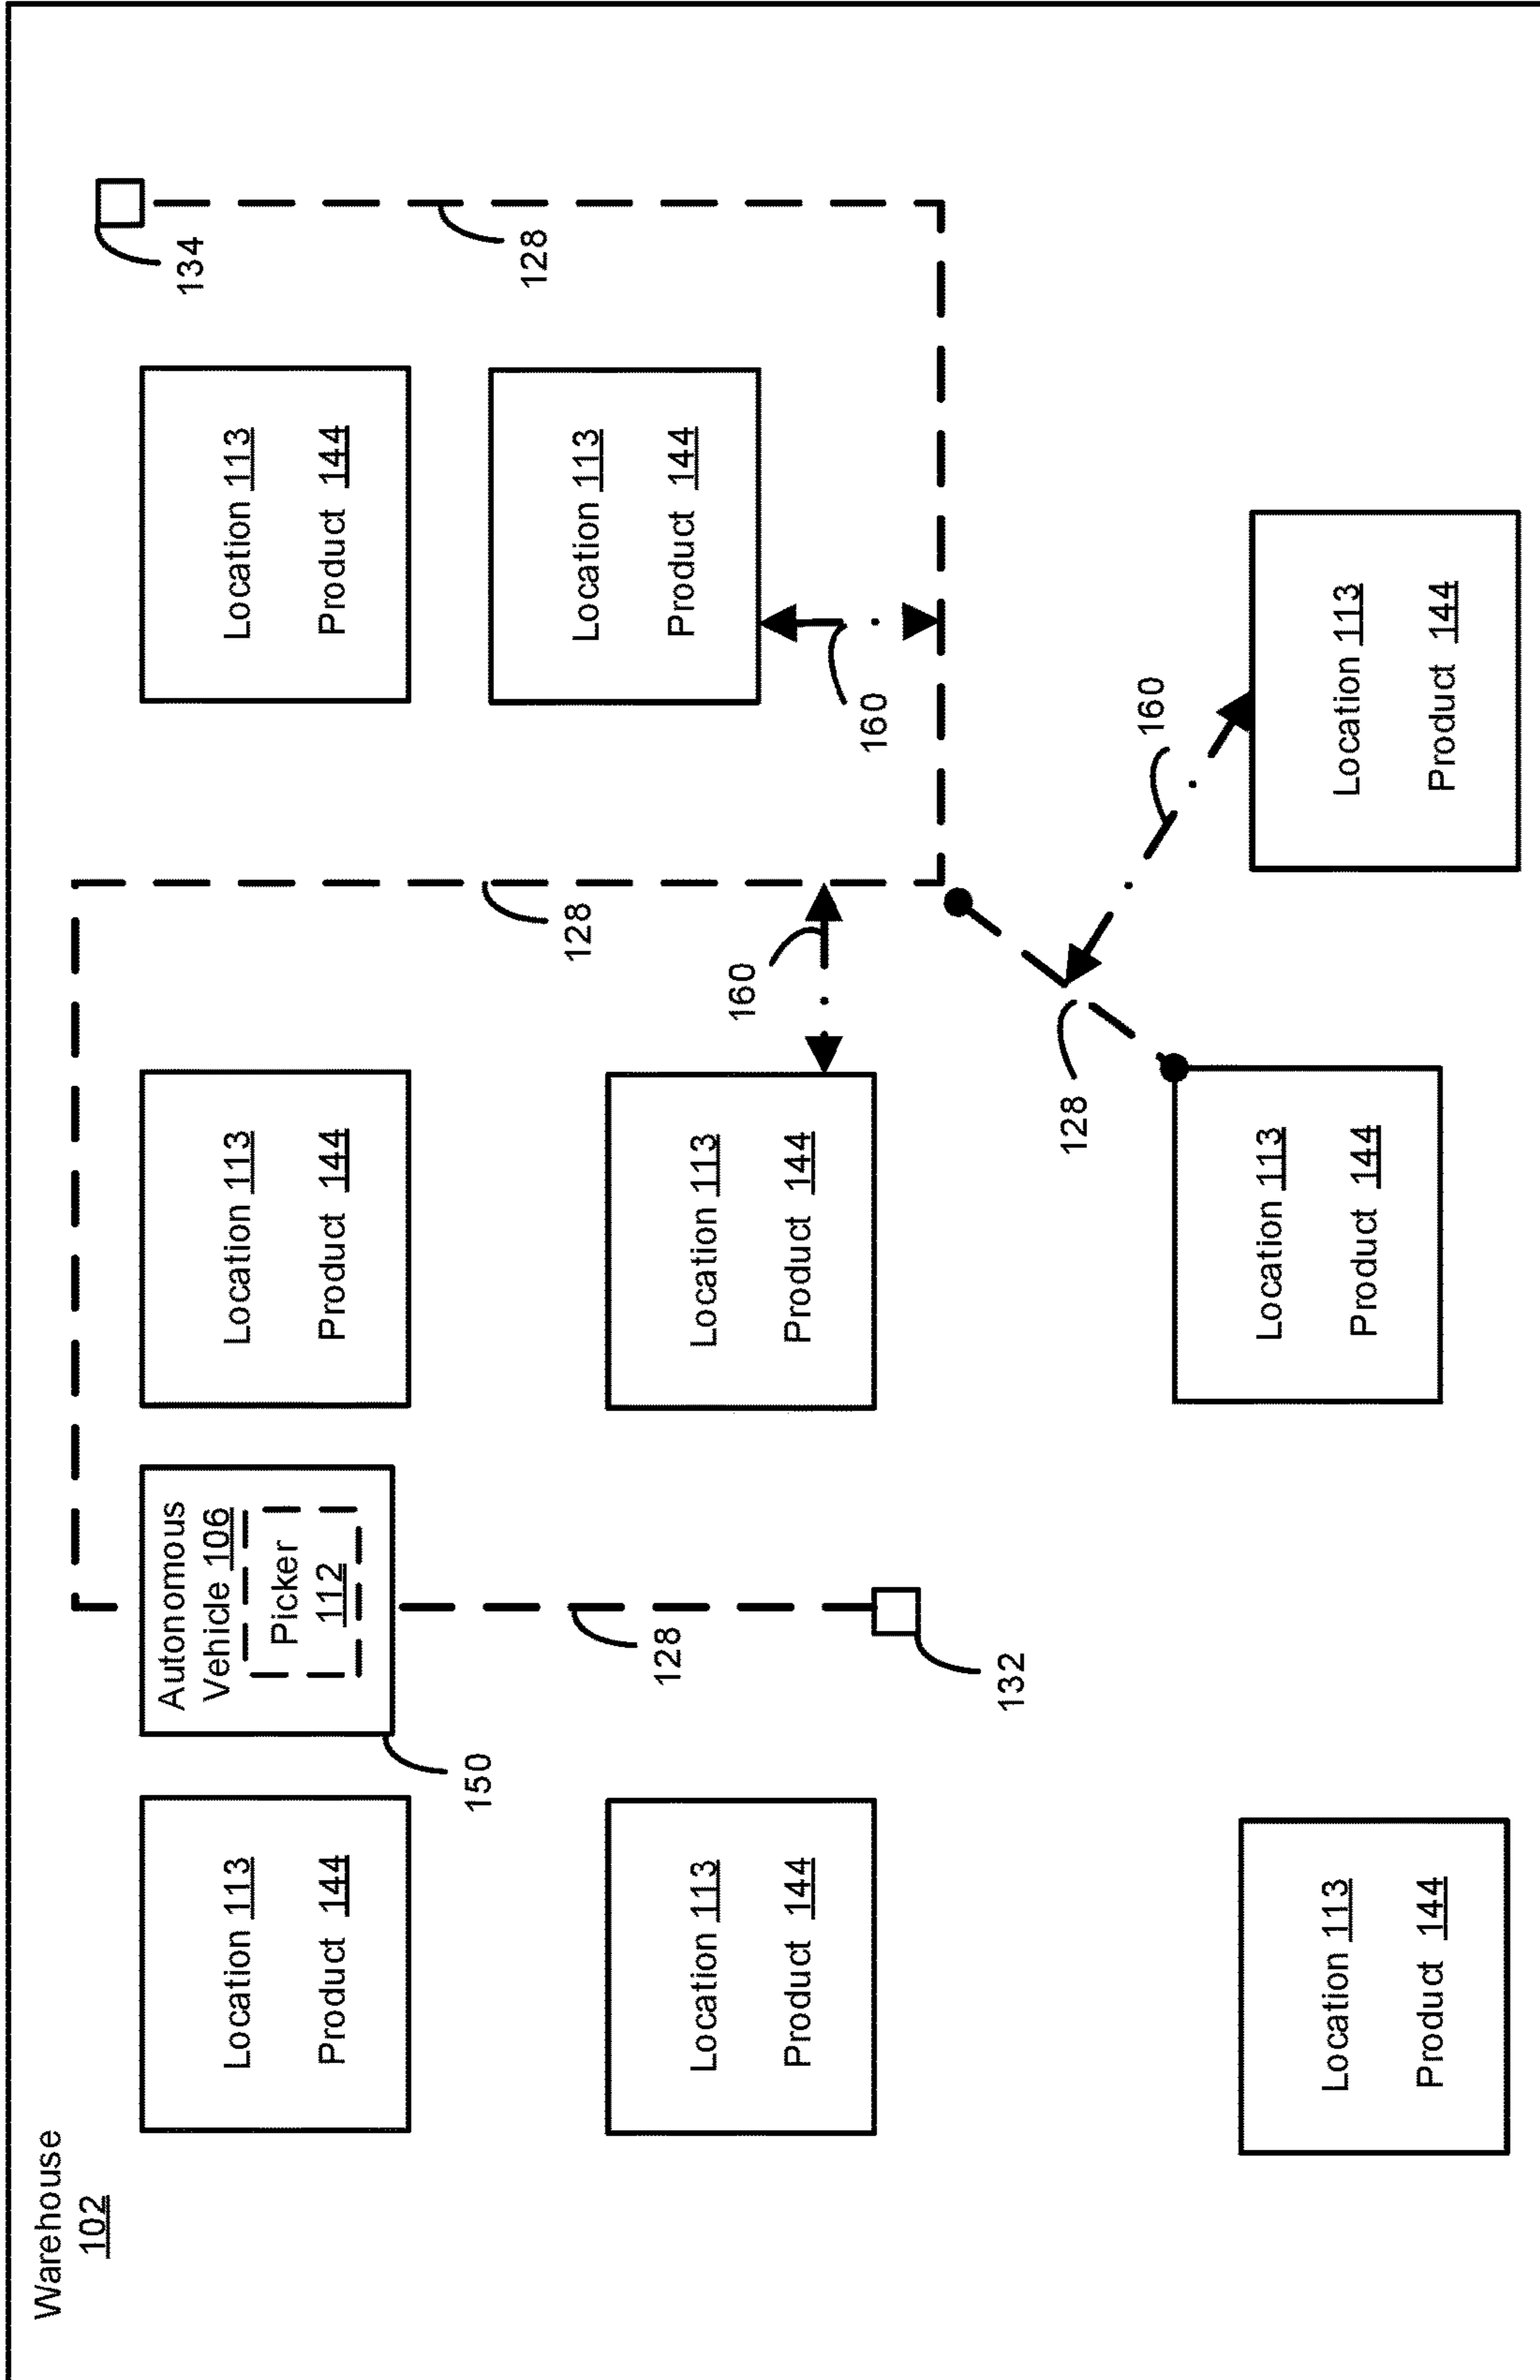 Warehouse
102
Location 113
Product 144
Autonomous
Vehicle 106
Picker
112
Location 113
Product 144
Location 113
Product 144
134
150
128
128
Location 113
Product 144
128
Location 113
Product 144
Location 113
Product 144
160
160
132
128
160
Location 113
Product 144
Location 113
Product 144
Location 113
Product 144